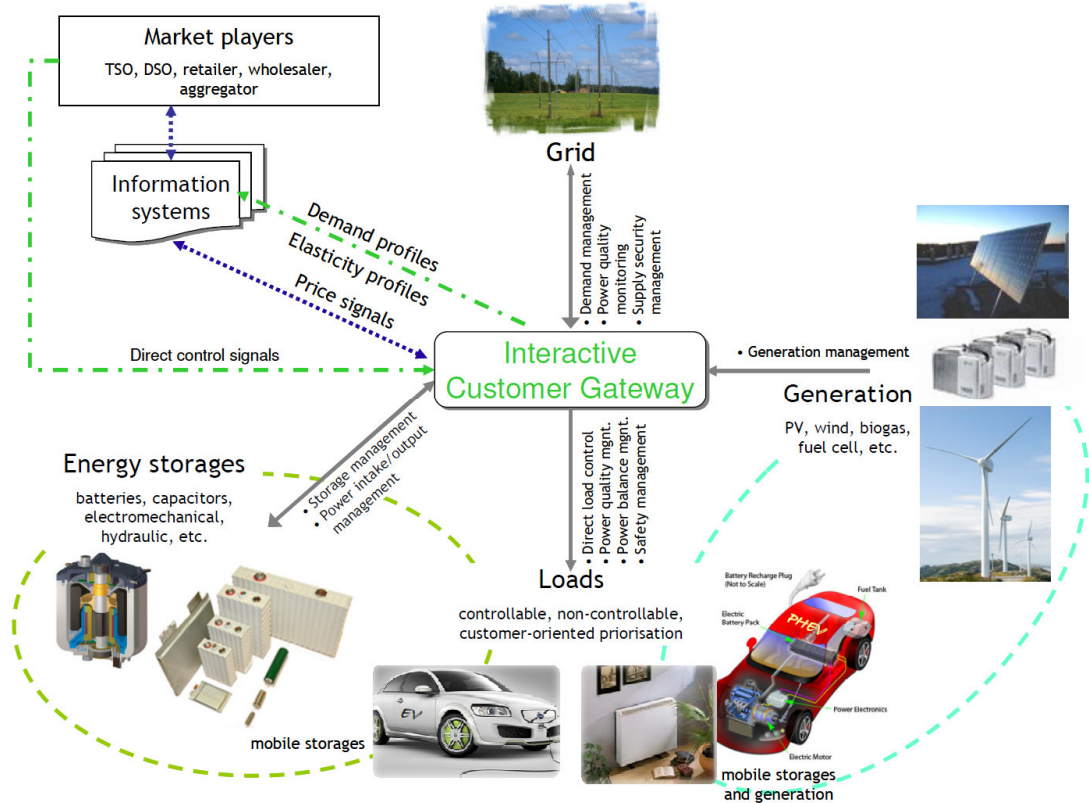 Market players
TSO, DSO, retailer, wholesaler,
aggregator
Grid
Information
systems
Demand profiles
Elasticity profiles
Price signals
Direct control signals
• Demand management
• Power quality
monitoring
• Supply security
management
Interactive
Customer Gateway
• Generation management
Generation
PV, wind, biogas,
fuel cell, etc.
Energy storages
batteries, capacitors,
electromechanical,
hydraulic, etc.
• Storage management
• Power intake/output
management
• Direct load control
• Power quality mgnt.
• Power balance mgnt.
• Safety management
Loads
controllable, non-controllable,
customer-oriented priorisation
mobile storages
EV
Battery Recharge Plug
(Not to Scale)
Fuel Tank
Electric
Battery Pack
PHEV
Power Electronics
Electric Motor
mobile storages
and generation